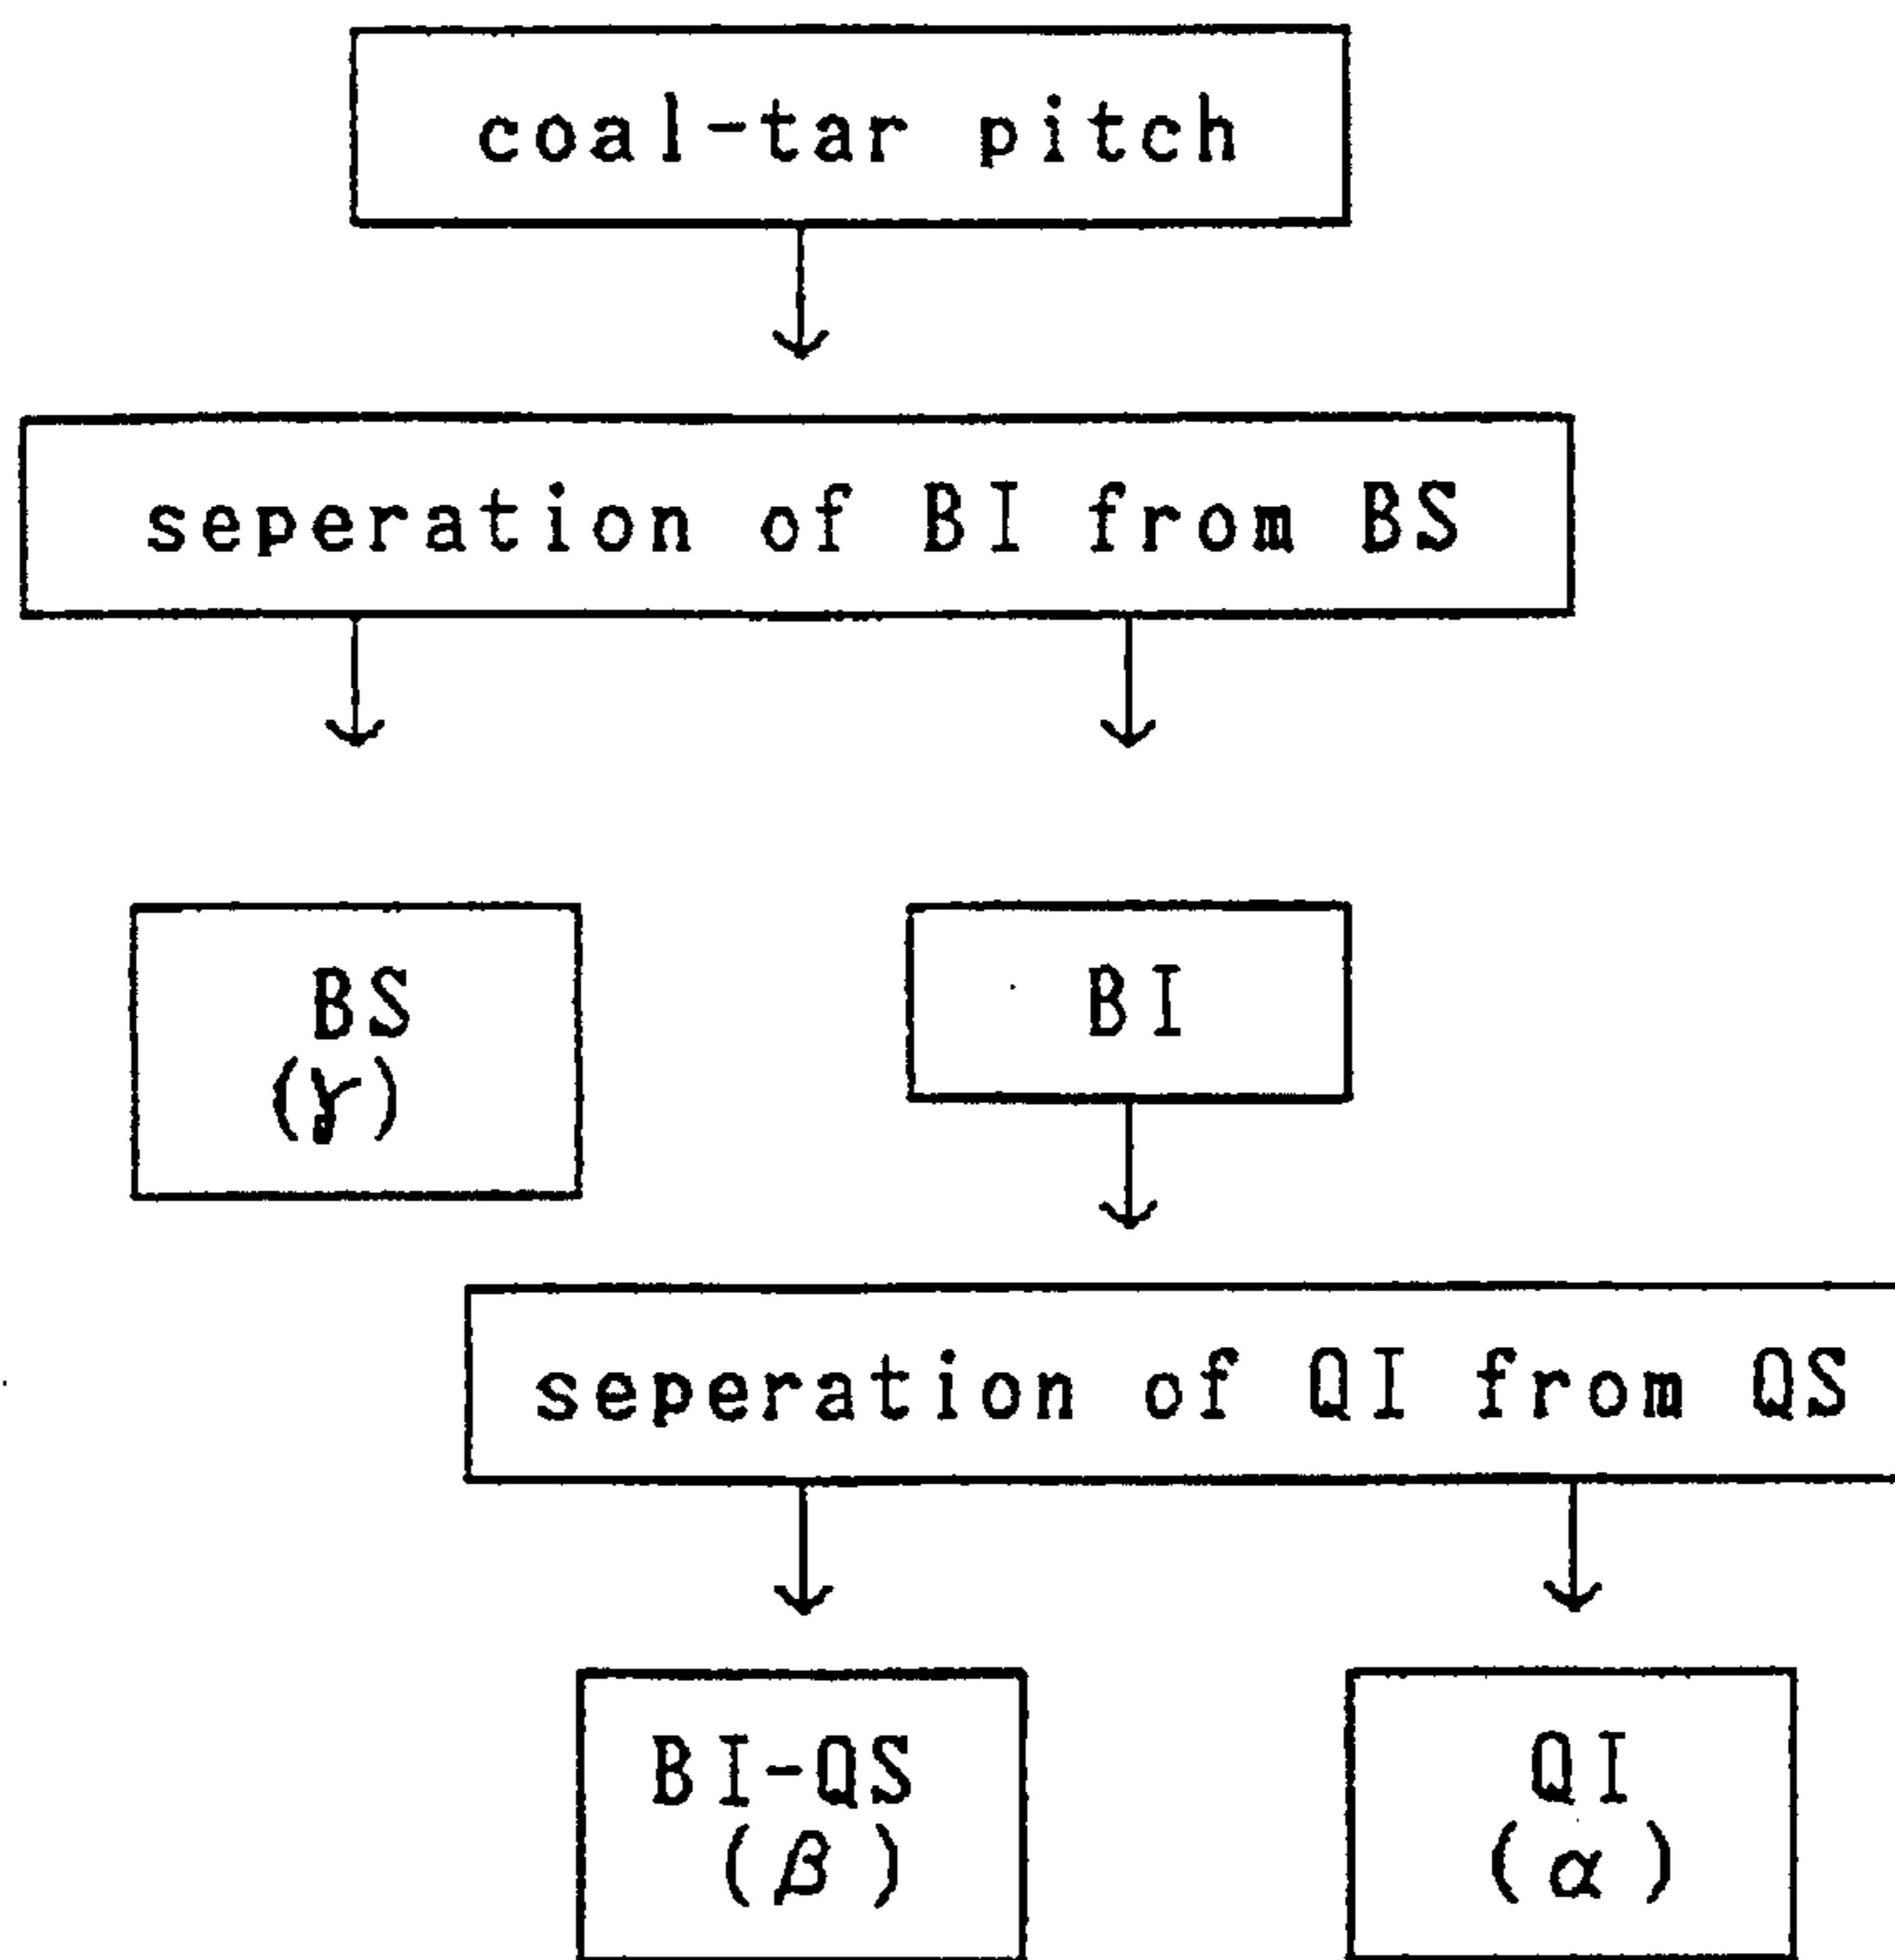 coal-tar pitch
seperation of BI from BS
BS
(γ)
BI
seperation of QI from QS
BI-QS
(β)
QI
(α)